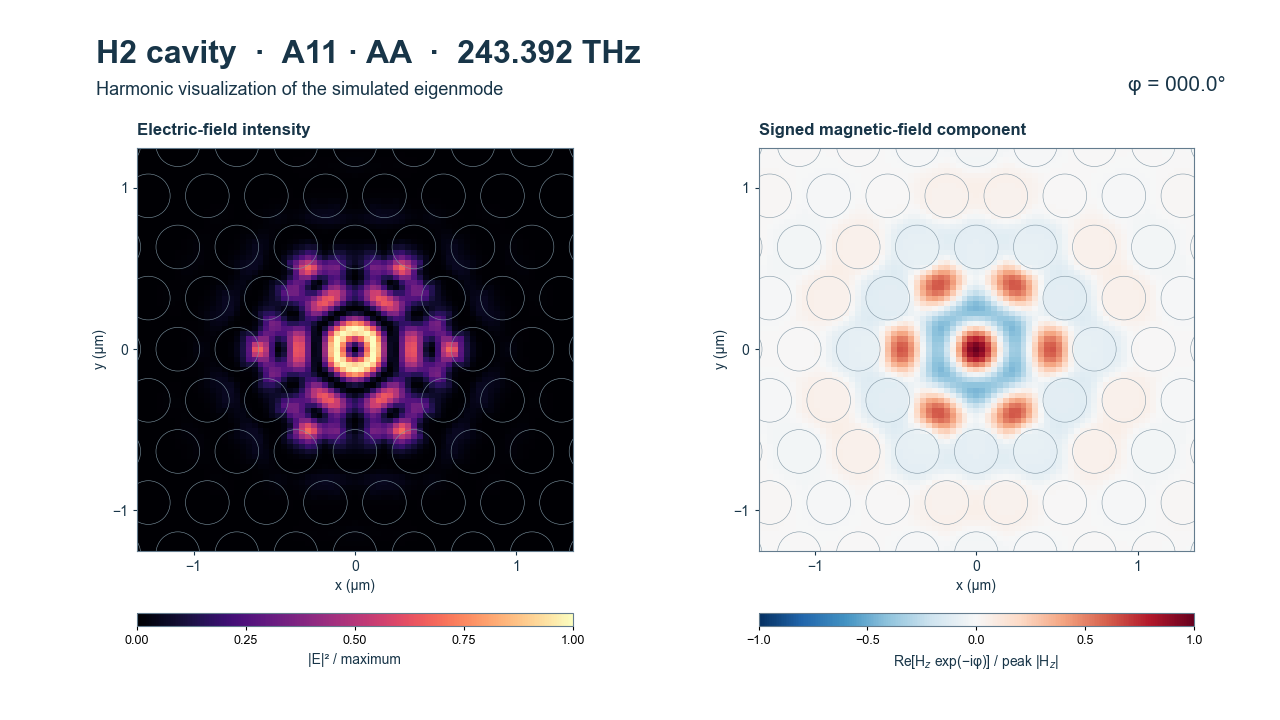 H2 cavity · A11 · AA · 243.392 THz
Harmonic visualization of the simulated eigenmode
φ = 000.0°
Electric-field intensity
1
0
−1
y (μm)
−1
0
1
x (μm)
0.00
0.25
0.50
0.75
1.00
|E|² / maximum
Signed magnetic-field component
1
0
−1
y (μm)
−1
0
1
x (μm)
−1.0
−0.5
0.0
0.5
1.0
Re[Hz exp(−iφ)] / peak |Hz|